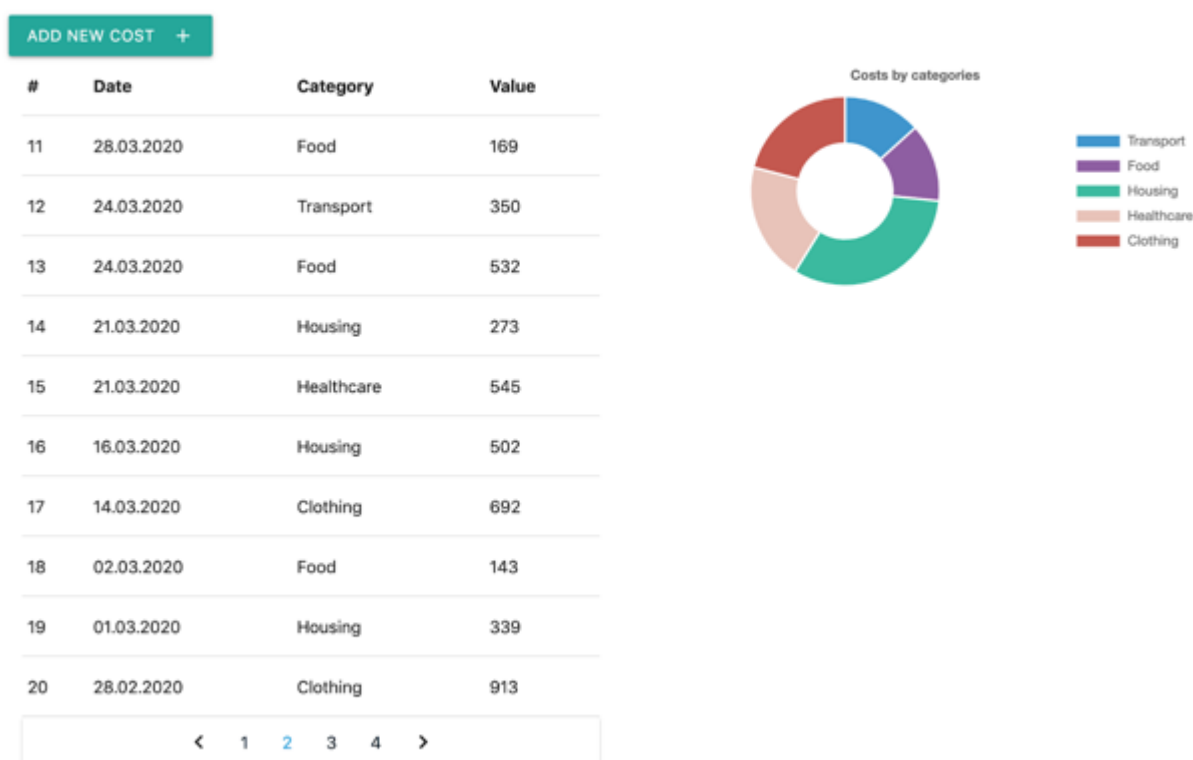 ADD NEW COST +
# Date Category Value
11 28.03.2020 Food 169
12 24.03.2020 Transport 350
13 24.03.2020 Food 532
14 21.03.2020 Housing 273
15 21.03.2020 Healthcare 545
16 16.03.2020 Housing 502
17 14.03.2020 Clothing 692
18 02.03.2020 Food 143
19 01.03.2020 Housing 339
20 28.02.2020 Clothing 913
< 1 2 3 4 >
Costs by categories
Transport
Food
Housing
Healthcare
Clothing